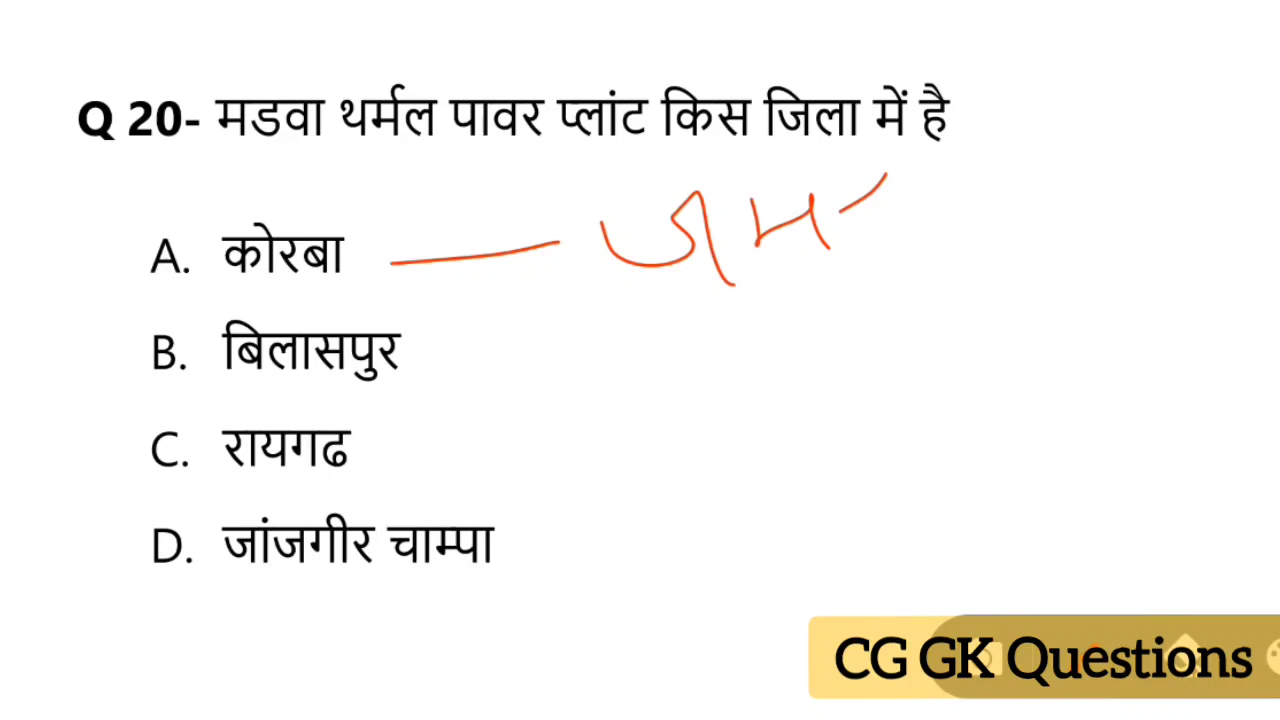 Q 20- मडवा थर्मल पावर प्लांट किस जिला में है
A. कोरबा
B. बिलासपुर
C. रायगढ
D. जांजगीर चाम्पा
CG GK Questions